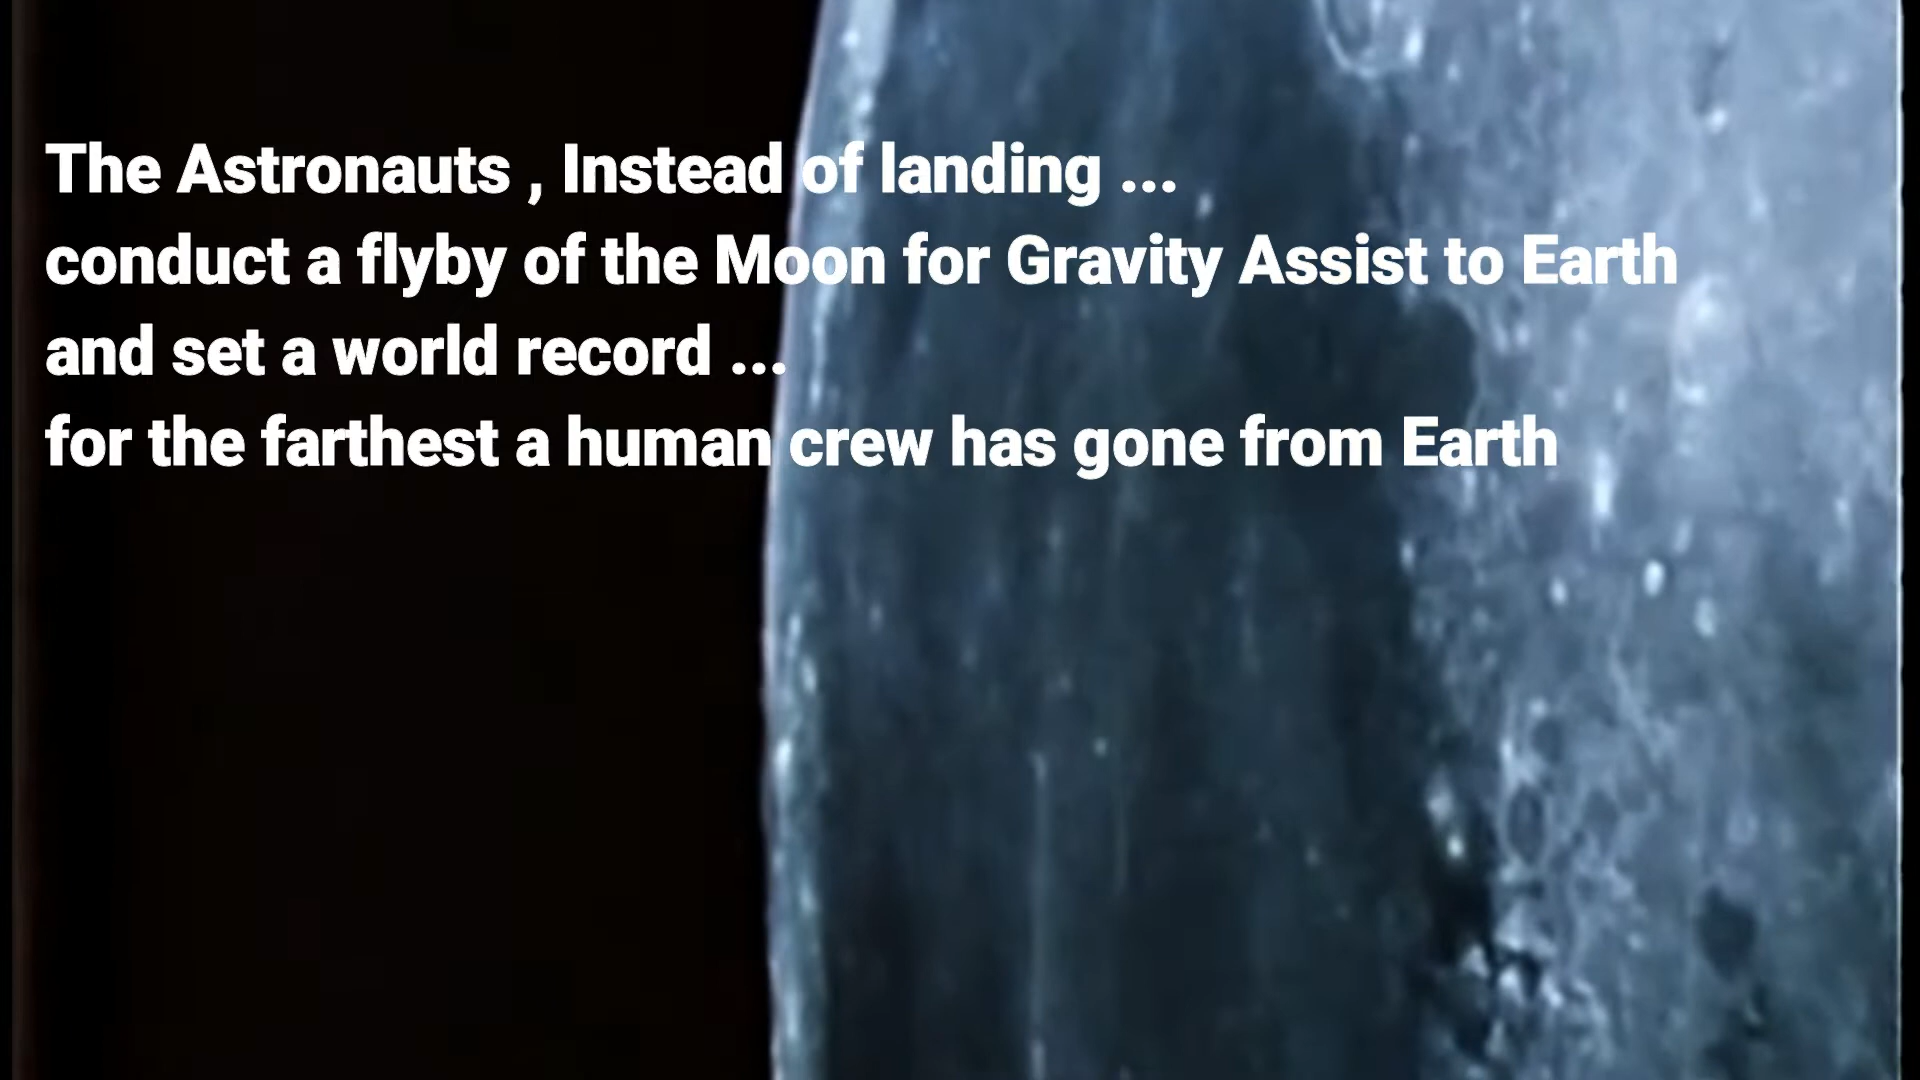 The Astronauts , Instead of landing ...
conduct a flyby of the Moon for Gravity Assist to Earth
and set a world record ...
for the farthest a human crew has gone from Earth